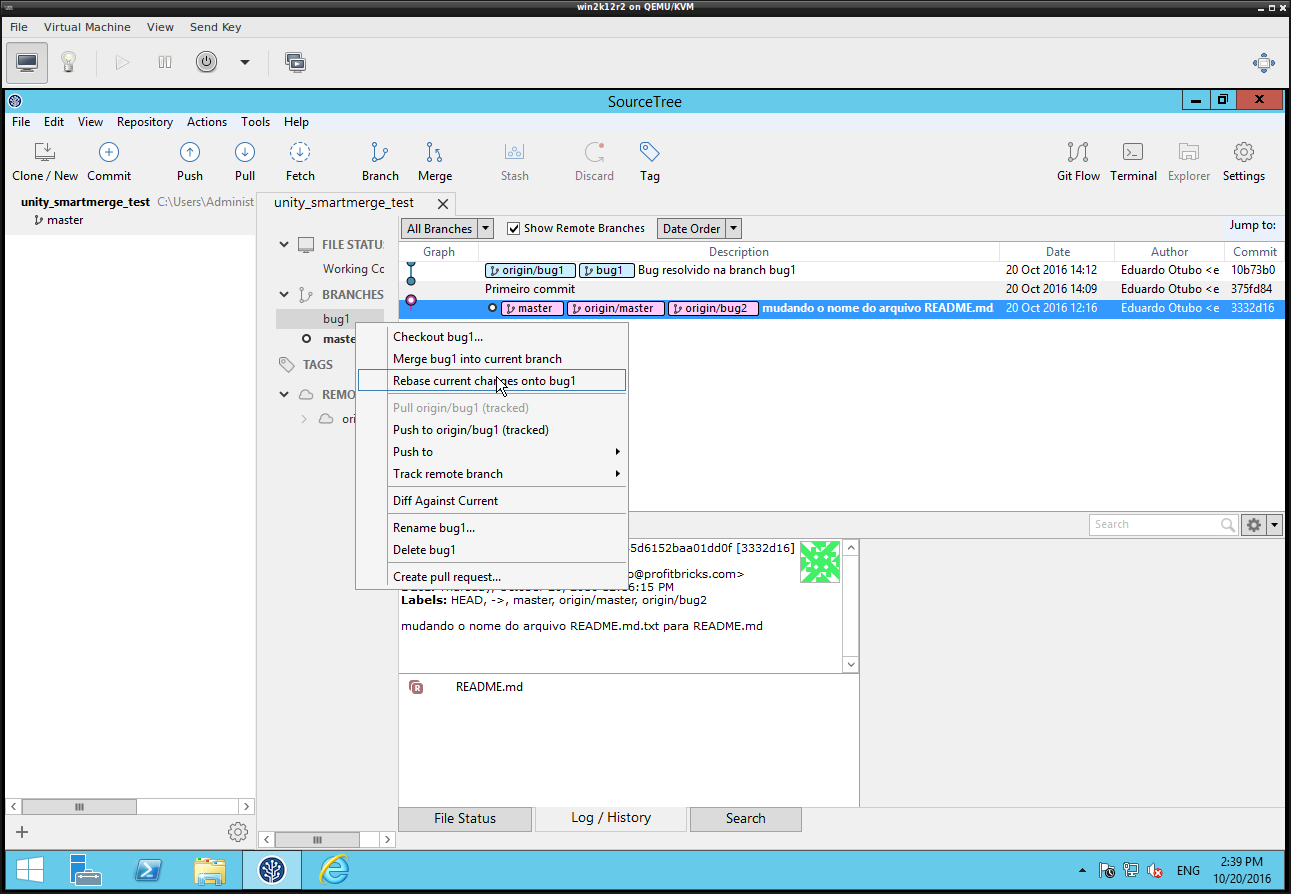 win2k12r2 on QEMU/KVM
File Virtual Machine View Send Key
SourceTree
File Edit View Repository Actions Tools Help
Clone / New Commit Push Pull Fetch Branch Merge Stash Discard Tag Git Flow Terminal Explorer Settings
unity_smartmerge_test C:\Users\Administ
master
unity_smartmerge_test
All Branches Show Remote Branches Date Order Jump to:
Graph Description Date Author Commit
origin/bug1 bug1 Bug resolvido na branch bug1 20 Oct 2016 14:12 Eduardo Otubo <e 10b73b0
Primeiro commit 20 Oct 2016 14:09 Eduardo Otubo <e 375fd84
master origin/master origin/bug2 mudando o nome do arquivo README.md. 20 Oct 2016 12:16 Eduardo Otubo <e 3332d16
FILE STATU
Working Co
BRANCHES
bug1
maste
TAGS
REMO
ori
Checkout bug1...
Merge bug1 into current branch
Rebase current changes onto bug1
Pull origin/bug1 (tracked)
Push to origin/bug1 (tracked)
Push to
Track remote branch
Diff Against Current
Rename bug1...
Delete bug1
Create pull request...
Search
5d6152baa01dd0f [3332d16]
o@profitbricks.com>
6:15 PM
Labels: HEAD, ->, master, origin/master, origin/bug2
mudando o nome do arquivo README.md.txt para README.md
R README.md
File Status Log / History Search
ENG 2:39 PM
10/20/2016